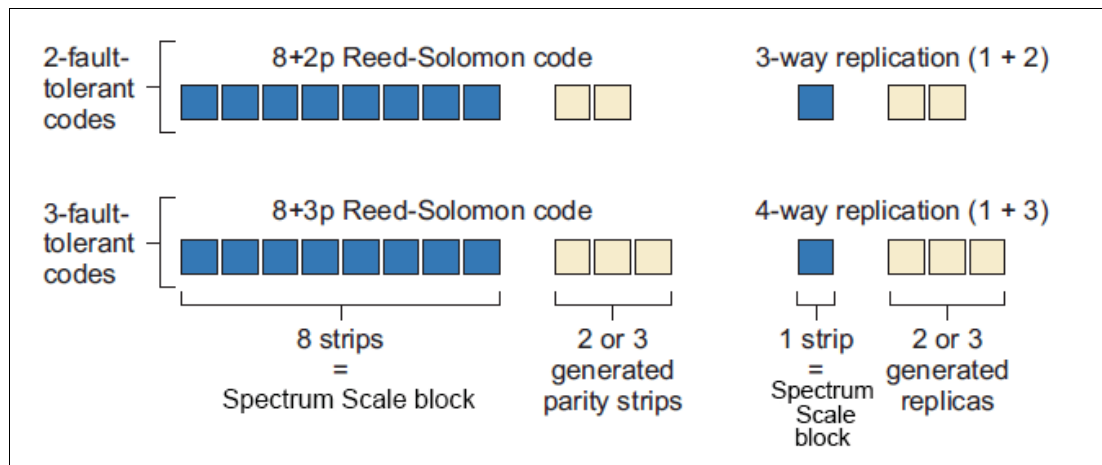 2-fault-
tolerant
codes
8+2p Reed-Solomon code
3-way replication (1 + 2)
3-fault-
tolerant
codes
8+3p Reed-Solomon code
4-way replication (1 + 3)
8 strips
=
Spectrum Scale block
2 or 3
generated
parity strips
1 strip
=
Spectrum
Scale
block
2 or 3
generated
replicas